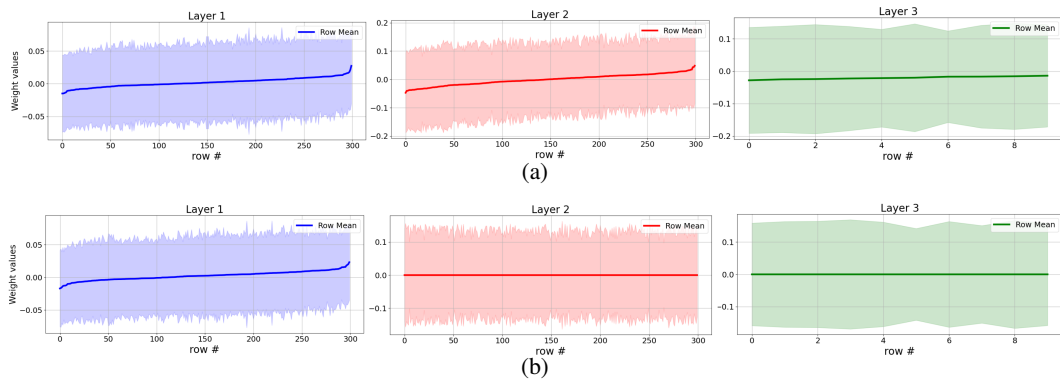 Layer 1
Layer 2
Layer 3
Weight values
0.05
0.00
−0.05
Row Mean
0 50 100 150 200 250 300
row #
0.1
0.0
−0.1
−0.2
Row Mean
0 50 100 150 200 250 300
row #
0.1
0.0
−0.1
−0.2
Row Mean
0 2 4 6 8
row #
(a)
Layer 1
Layer 2
Layer 3
Weight values
0.05
0.00
−0.05
Row Mean
0 50 100 150 200 250 300
row #
0.1
0.0
−0.1
Row Mean
0 50 100 150 200 250 300
row #
0.1
0.0
−0.1
Row Mean
0 2 4 6 8
row #
(b)